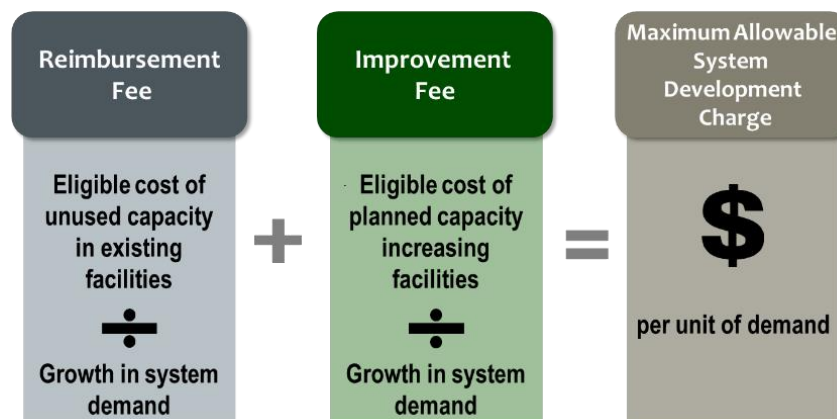 Reimbursement
Fee
Eligible cost of
unused capacity
in existing
facilities
÷
Growth in system
demand
+
Improvement
Fee
Eligible cost of
planned capacity
increasing
facilities
÷
Growth in system
demand
=
Maximum Allowable
System
Development
Charge
$
per unit of demand